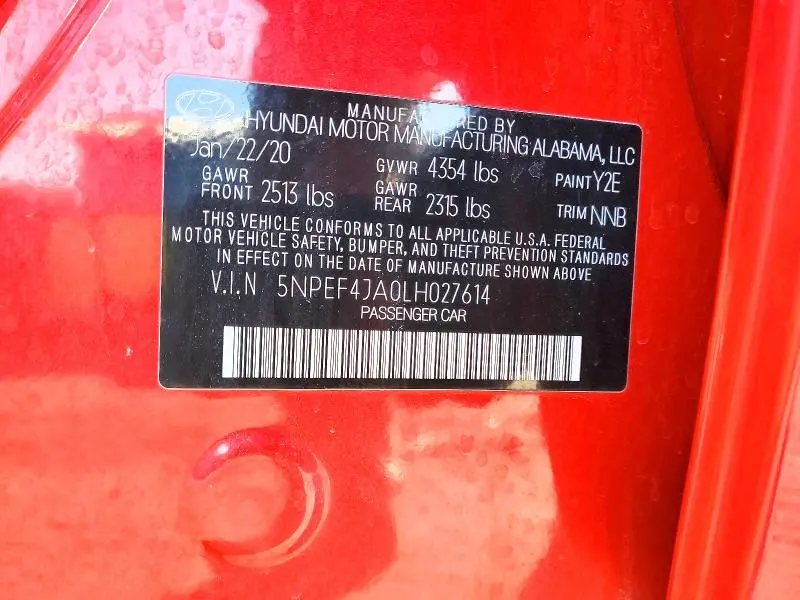 MANUFACTURED BY
HYUNDAI MOTOR MANUFACTURING ALABAMA, LLC
Jan/22/20 GVWR 4354 lbs PAINT Y2E
GAWR FRONT 2513 lbs GAWR REAR 2315 lbs TRIM NNB
THIS VEHICLE CONFORMS TO ALL APPLICABLE U.S.A. FEDERAL
MOTOR VEHICLE SAFETY, BUMPER, AND THEFT PREVENTION STANDARDS
IN EFFECT ON THE DATE OF MANUFACTURE SHOWN ABOVE
V.I.N 5NPEF4JA0LH027614
PASSENGER CAR